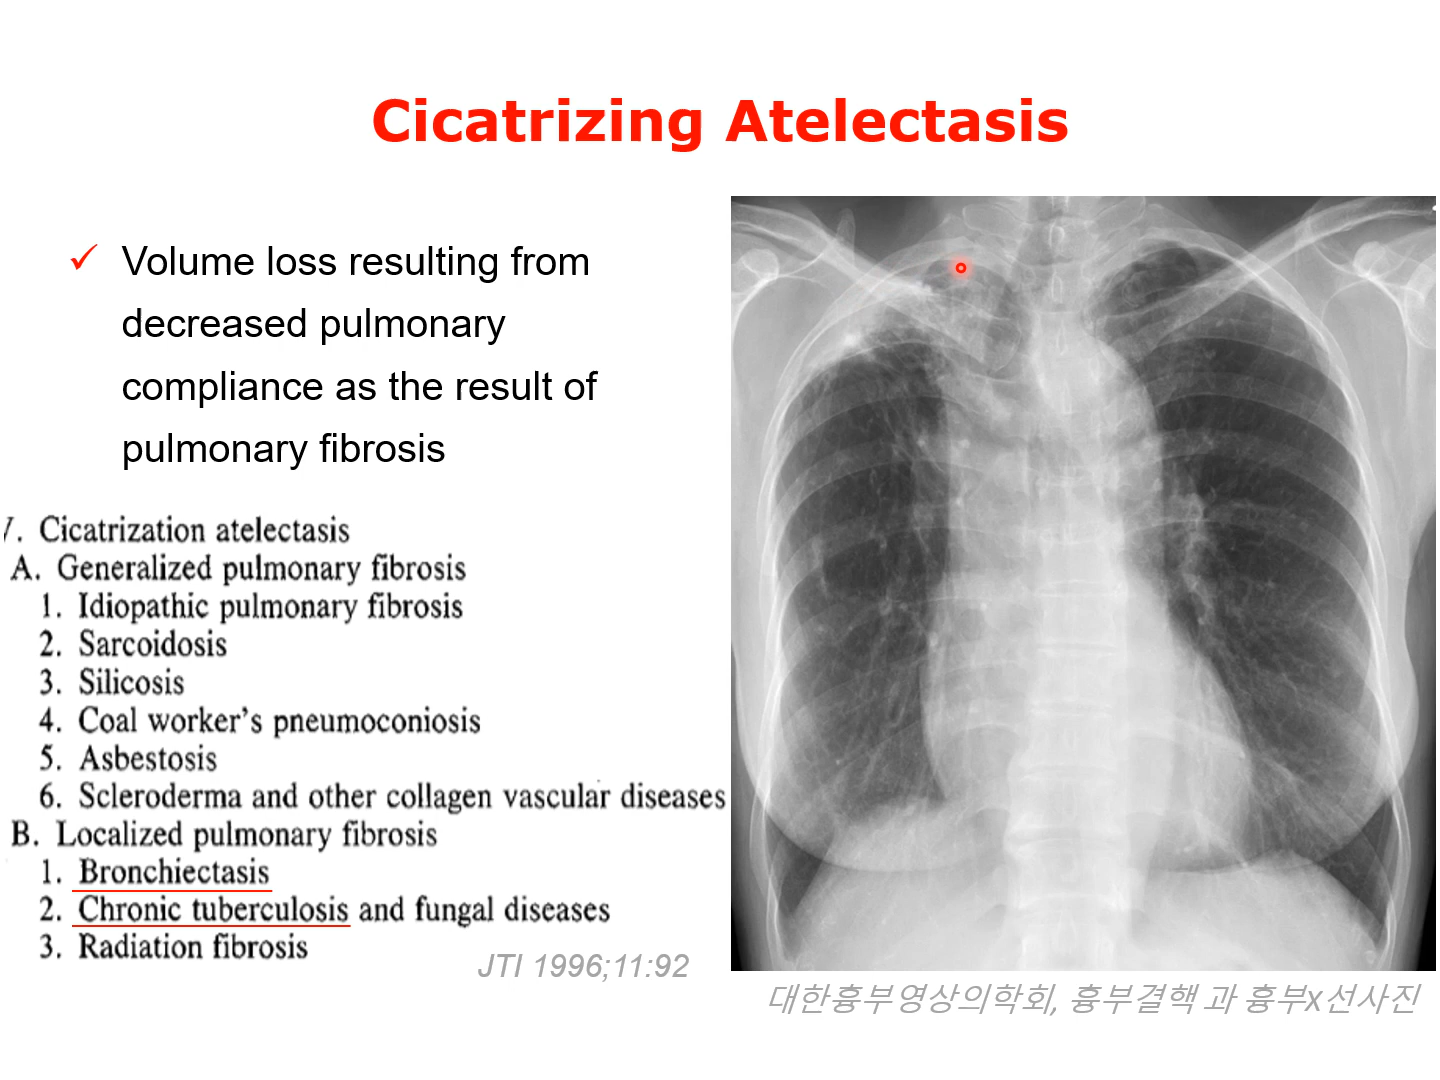 Cicatrizing Atelectasis
Volume loss resulting from
decreased pulmonary
compliance as the result of
pulmonary fibrosis
. Cicatrization atelectasis
A. Generalized pulmonary fibrosis
1. Idiopathic pulmonary fibrosis
2. Sarcoidosis
3. Silicosis
4. Coal worker's pneumoconiosis
5. Asbestosis
6. Scleroderma and other collagen vascular diseases
B. Localized pulmonary fibrosis
1. Bronchiectasis
2. Chronic tuberculosis and fungal diseases
3. Radiation fibrosis
JTI 1996;11:92
대한흉부영상의학회, 흉부결핵 과 흉부x선사진